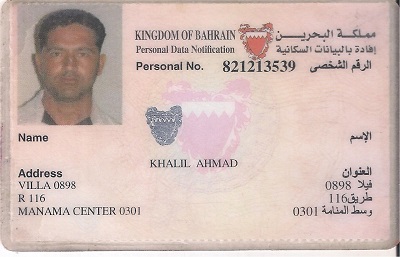 KINGDOM OF BAHRAIN مملكة البحرين
Personal Data Notification إفادة بالبيانات السكانية
Personal No. 821213539 الرقم الشخصي
Name الإسم
KHALIL AHMAD
Address العنوان
VILLA 0898 فيلا 0898
R 116 طريق116
MANAMA CENTER 0301 وسط المنامة 0301